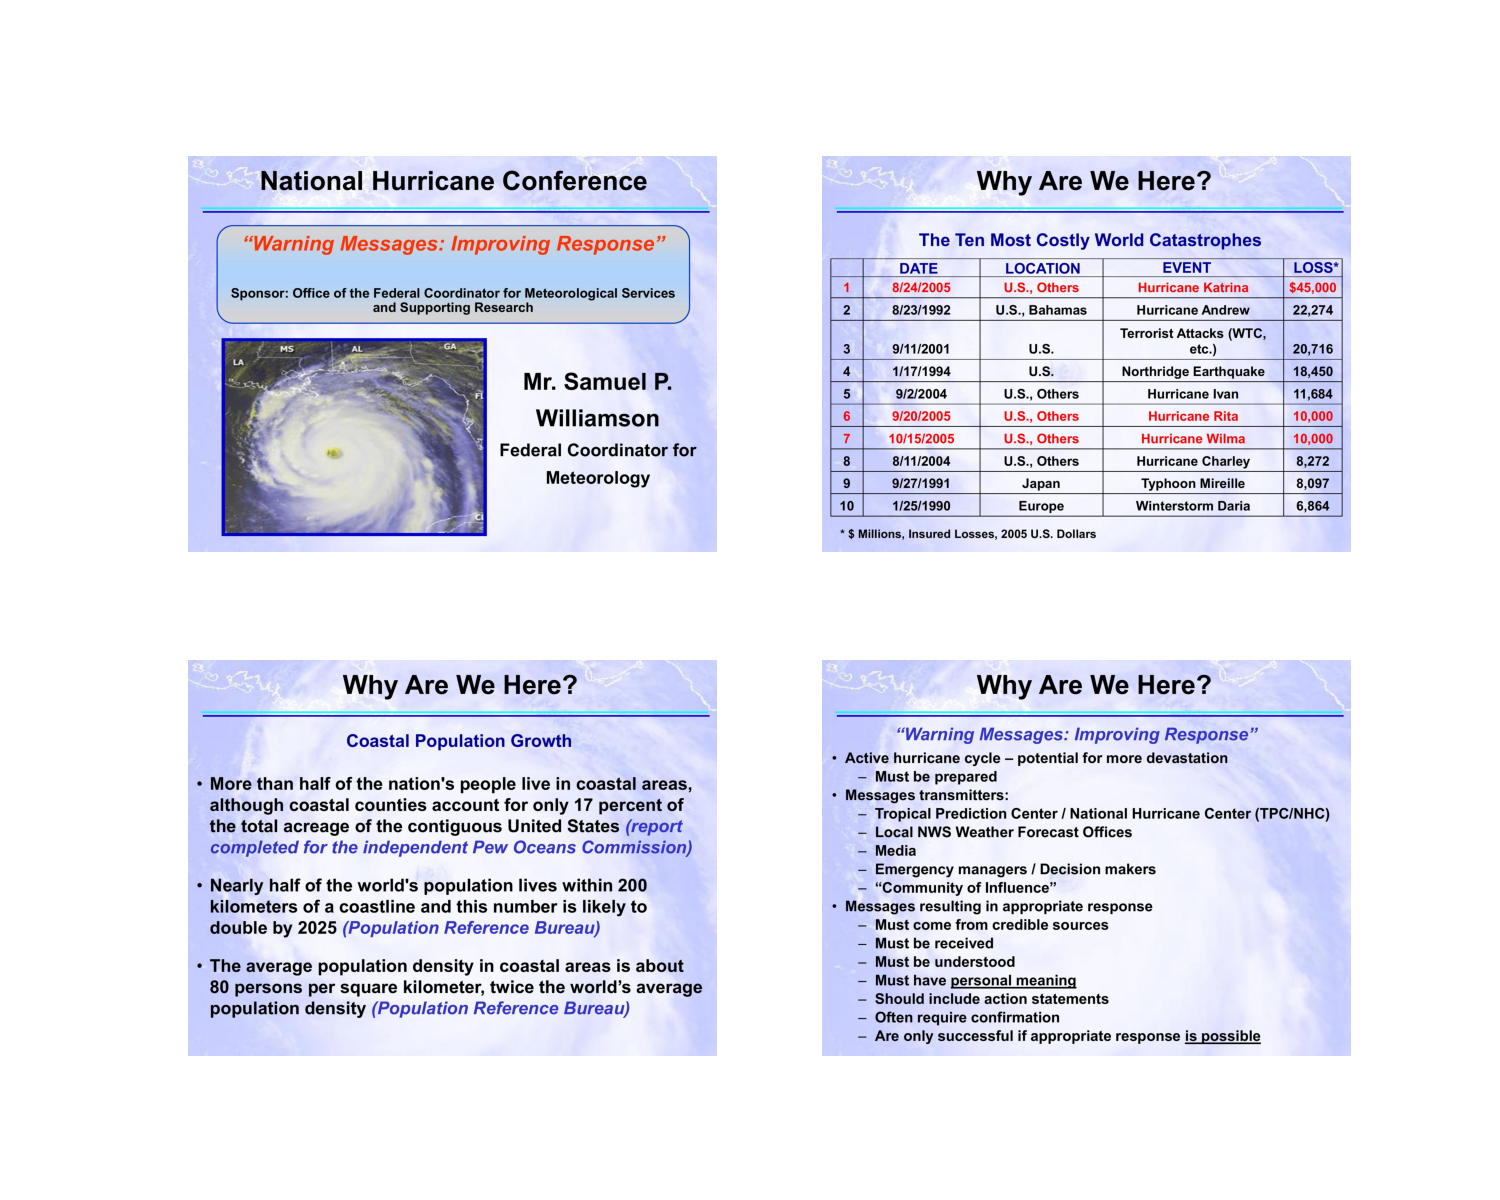 National Hurricane Conference
“Warning Messages: Improving Response”
Sponsor: Office of the Federal Coordinator for Meteorological Services
and Supporting Research
MS AL GA
LA
FL
Mr. Samuel P.
Williamson
Federal Coordinator for
Meteorology
Why Are We Here?
The Ten Most Costly World Catastrophes
DATE LOCATION EVENT LOSS*
1 8/24/2005 U.S., Others Hurricane Katrina $45,000
2 8/23/1992 U.S., Bahamas Hurricane Andrew 22,274
3 9/11/2001 U.S. Terrorist Attacks (WTC,
etc.) 20,716
4 1/17/1994 U.S. Northridge Earthquake 18,450
5 9/2/2004 U.S., Others Hurricane Ivan 11,684
6 9/20/2005 U.S., Others Hurricane Rita 10,000
7 10/15/2005 U.S., Others Hurricane Wilma 10,000
8 8/11/2004 U.S., Others Hurricane Charley 8,272
9 9/27/1991 Japan Typhoon Mireille 8,097
10 1/25/1990 Europe Winterstorm Daria 6,864
* $ Millions, Insured Losses, 2005 U.S. Dollars
Why Are We Here?
Coastal Population Growth
• More than half of the nation's people live in coastal areas,
although coastal counties account for only 17 percent of
the total acreage of the contiguous United States (report
completed for the independent Pew Oceans Commission)
• Nearly half of the world's population lives within 200
kilometers of a coastline and this number is likely to
double by 2025 (Population Reference Bureau)
• The average population density in coastal areas is about
80 persons per square kilometer, twice the world’s average
population density (Population Reference Bureau)
Why Are We Here?
“Warning Messages: Improving Response”
• Active hurricane cycle – potential for more devastation
– Must be prepared
• Messages transmitters:
– Tropical Prediction Center / National Hurricane Center (TPC/NHC)
– Local NWS Weather Forecast Offices
– Media
– Emergency managers / Decision makers
– “Community of Influence”
• Messages resulting in appropriate response
– Must come from credible sources
– Must be received
– Must be understood
– Must have personal meaning
– Should include action statements
– Often require confirmation
– Are only successful if appropriate response is possible